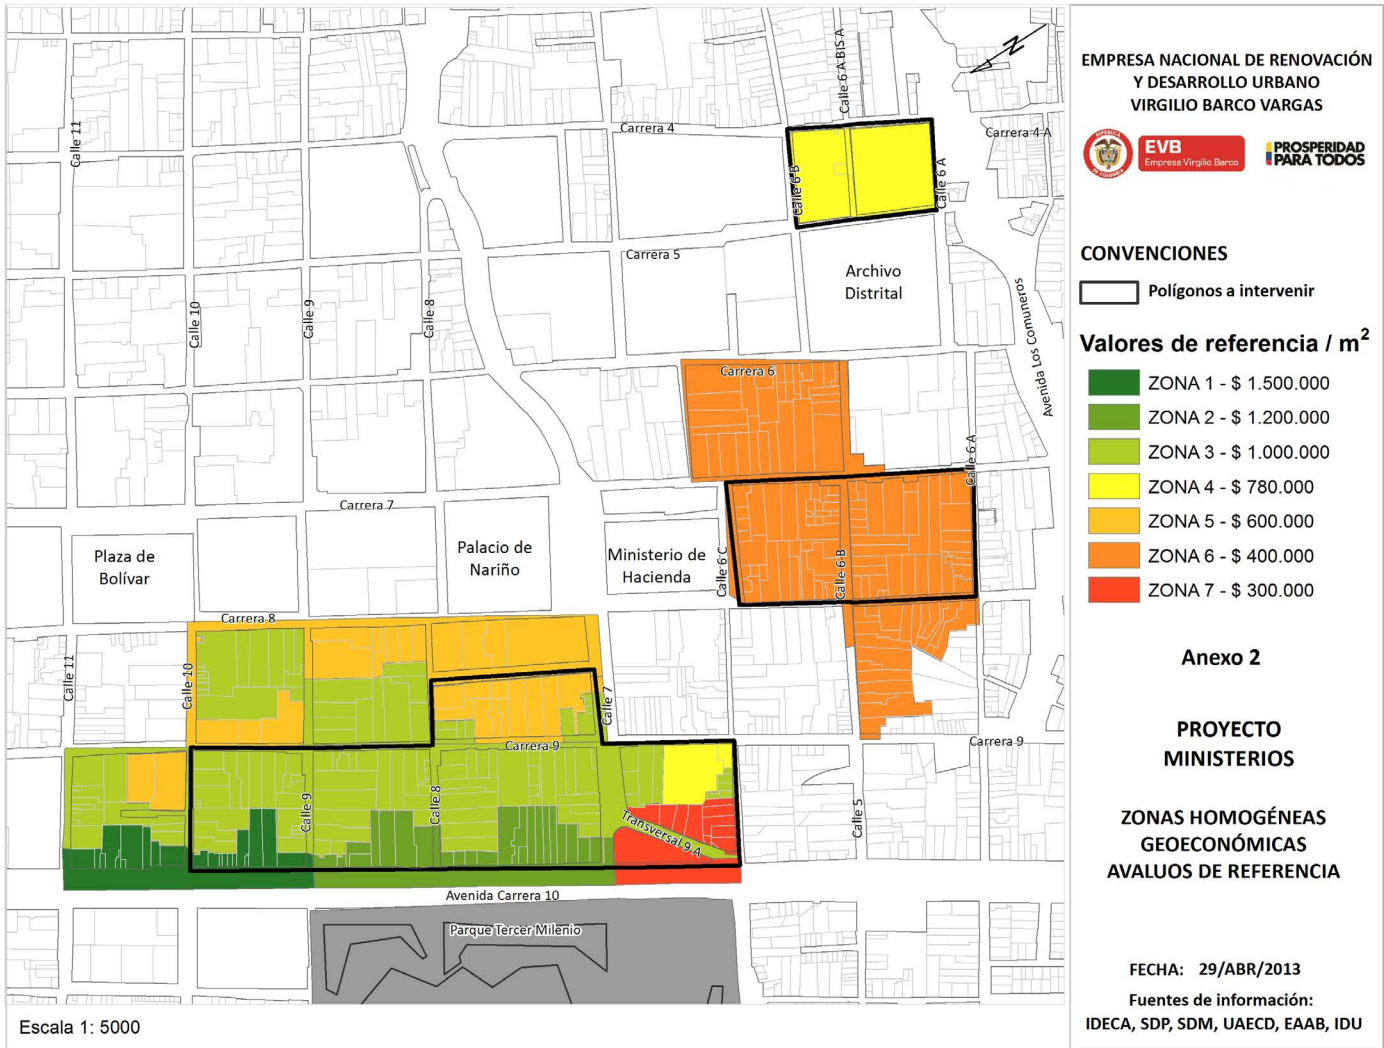 Calle 11
Carrera 4
Calle 6 A BIS A
N
Carrera 4 A
Calle 6 B
Calle 6 A
Carrera 5
Archivo
Distrital
Calle 10
Calle 9
Calle 8
Avenida Los Comuneros
Carrera 6
Calle 6 A
Carrera 7
Plaza de
Bolívar
Palacio de
Nariño
Ministerio de
Hacienda
Calle 6 C
Calle 6 B
Carrera 8
Calle 11
Calle 10
Calle 7
Carrera 9
Carrera 9
Calle 9
Calle 8
Transversal 9 A
Calle 5
Avenida Carrera 10
Parque Tercer Milenio
Escala 1: 5000
EMPRESA NACIONAL DE RENOVACIÓN
Y DESARROLLO URBANO
VIRGILIO BARCO VARGAS
REPÚBLICA
DE COLOMBIA
EVB
Empresa Virgilio Barco
PROSPERIDAD
PARA TODOS
CONVENCIONES
Polígonos a intervenir
Valores de referencia / m²
ZONA 1 - $ 1.500.000
ZONA 2 - $ 1.200.000
ZONA 3 - $ 1.000.000
ZONA 4 - $ 780.000
ZONA 5 - $ 600.000
ZONA 6 - $ 400.000
ZONA 7 - $ 300.000
Anexo 2
PROYECTO
MINISTERIOS
ZONAS HOMOGÉNEAS
GEOECONÓMICAS
AVALUOS DE REFERENCIA
FECHA: 29/ABR/2013
Fuentes de información:
IDECA, SDP, SDM, UAECD, EAAB, IDU